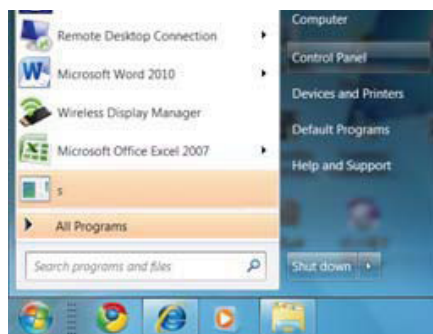 Remote Desktop Connection
Microsoft Word 2010
Wireless Display Manager
Microsoft Office Excel 2007
s
All Programs
Search programs and files
Computer
Control Panel
Devices and Printers
Default Programs
Help and Support
Shut down